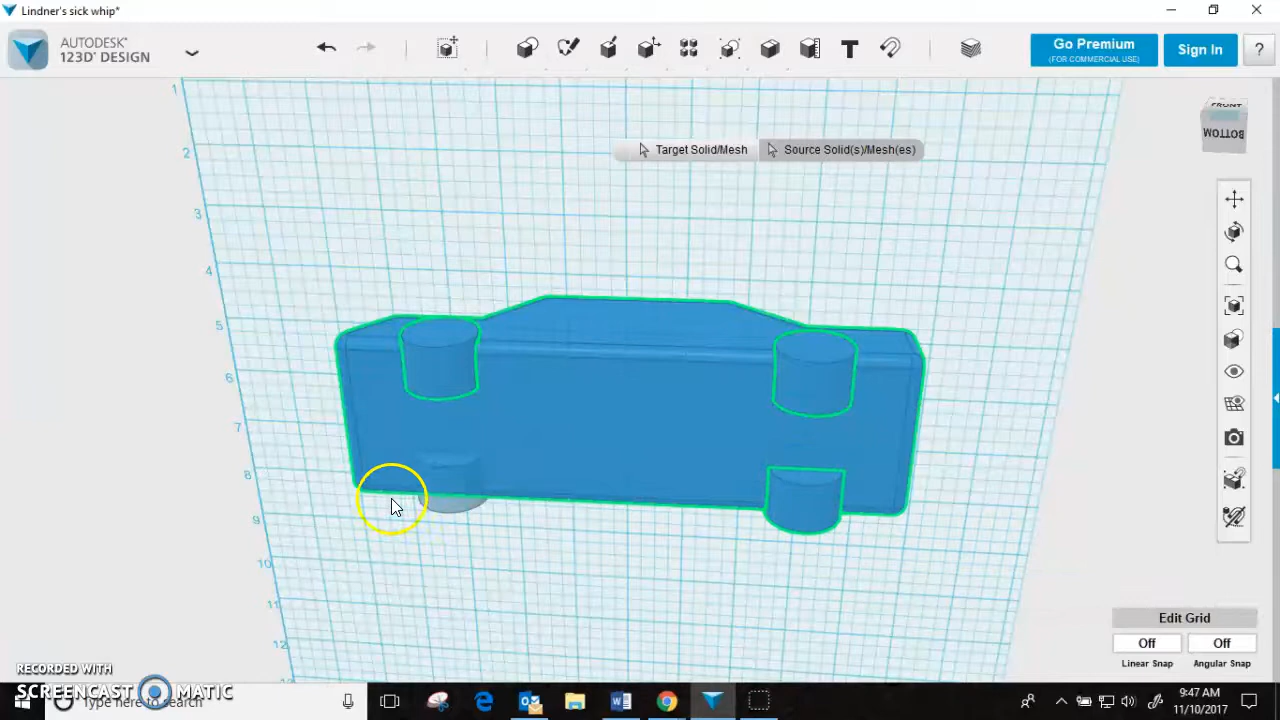 Lindner's sick whip*
AUTODESK®
123D® DESIGN
Go Premium
(FOR COMMERCIAL USE)
Sign In
?
Target Solid/Mesh
Source Solid(s)/Mesh(es)
FRONT
BOTTOM
1
2
3
4
5
6
7
8
9
10
11
12
Edit Grid
Off
Off
Linear Snap
Angular Snap
RECORDED WITH
SCREENCAST MATIC
Type here to search
9:47 AM
11/10/2017